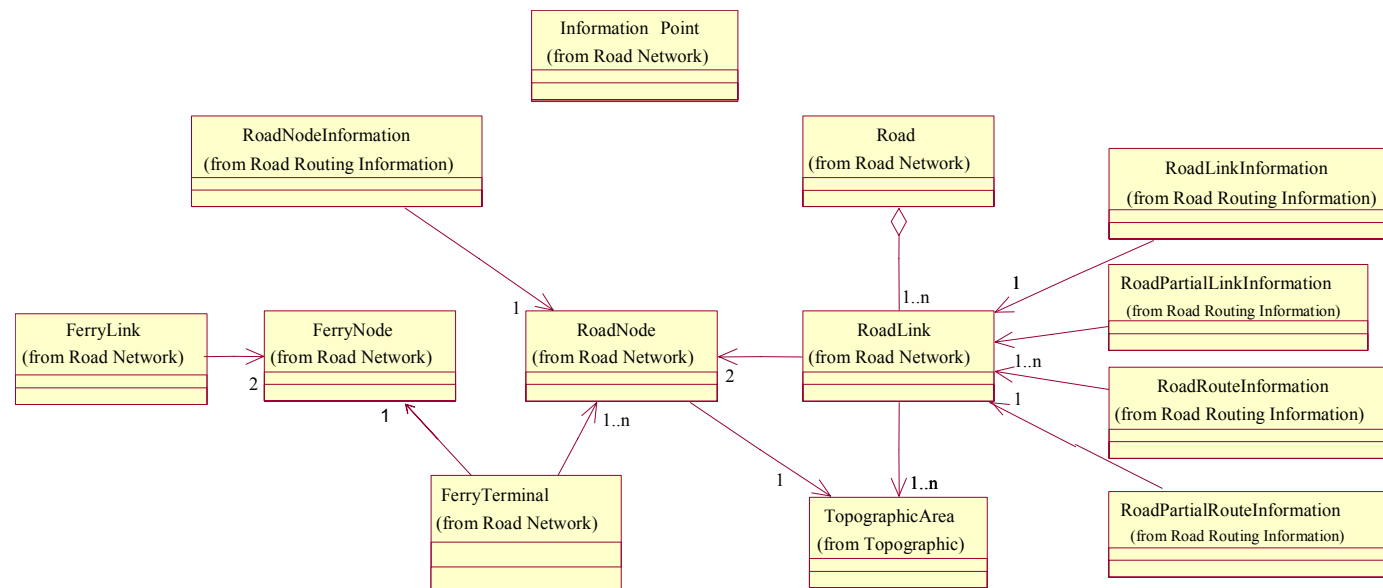 Information Point
(from Road Network)
RoadNodeInformation
(from Road Routing Information)
Road
(from Road Network)
RoadLinkInformation
(from Road Routing Information)
RoadPartialLinkInformation
(from Road Routing Information)
1
1..n
1
FerryLink
(from Road Network)
FerryNode
(from Road Network)
RoadNode
(from Road Network)
RoadLink
(from Road Network)
2
2
1..n
1
RoadRouteInformation
(from Road Routing Information)
1
1..n
1
1..n
FerryTerminal
(from Road Network)
TopographicArea
(from Topographic)
RoadPartialRouteInformation
(from Road Routing Information)